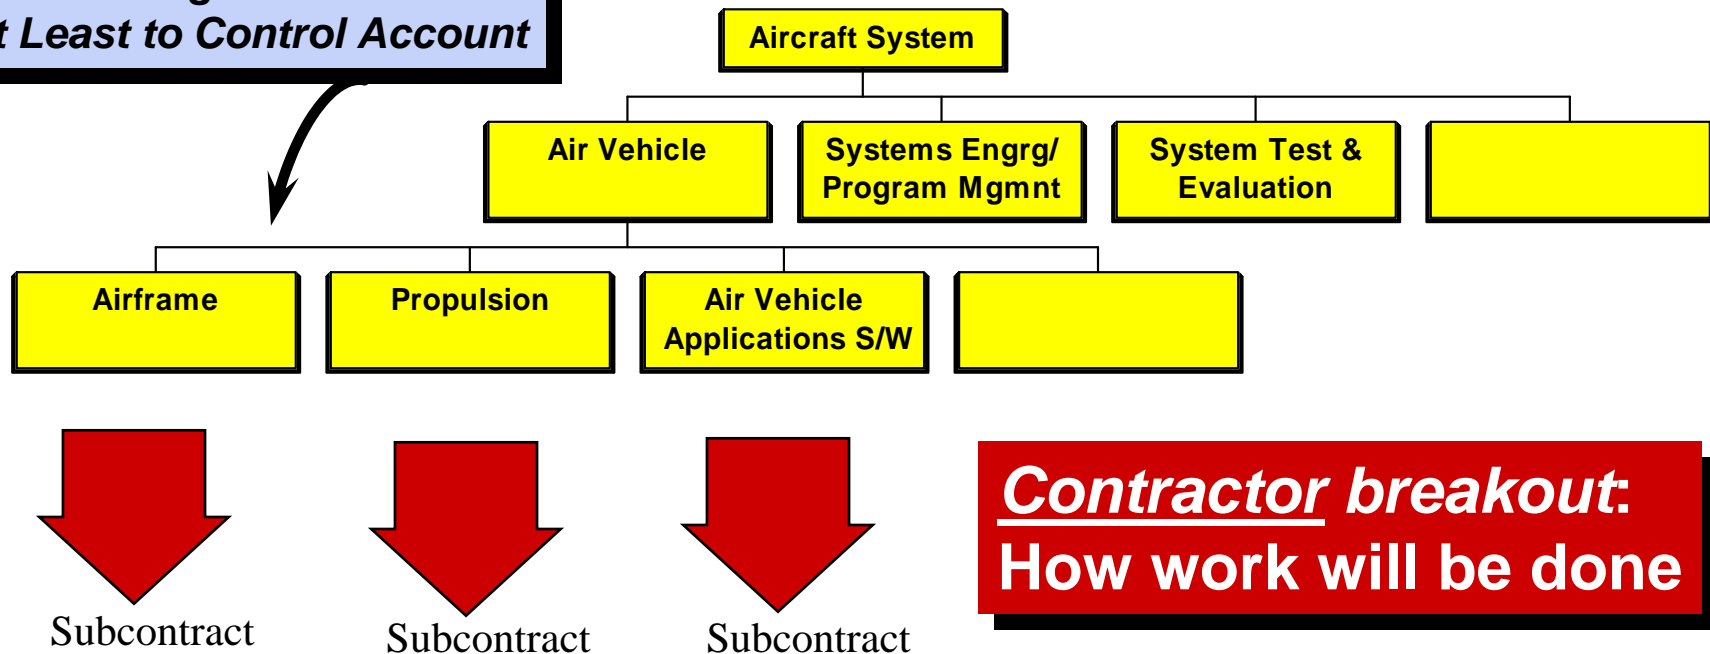 t Least to Control Account
Aircraft System
Air Vehicle
Systems Engrg/
Program Mgmnt
System Test &
Evaluation
Airframe
Propulsion
Air Vehicle
Applications S/W
Contractor breakout:
How work will be done
Subcontract
Subcontract
Subcontract